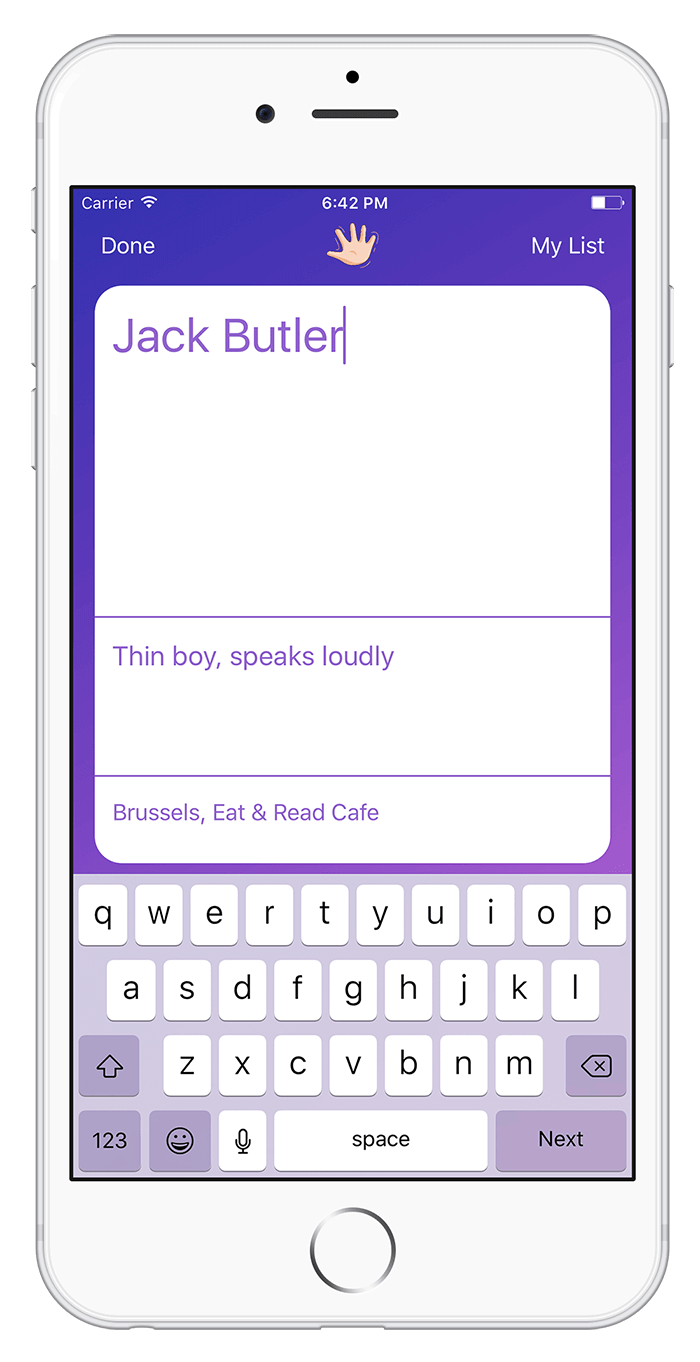 Carrier 6:42 PM
Done My List
Jack Butler
Thin boy, speaks loudly
Brussels, Eat & Read Cafe
q w e r t y u i o p
a s d f g h j k l
z x c v b n m
123 space Next